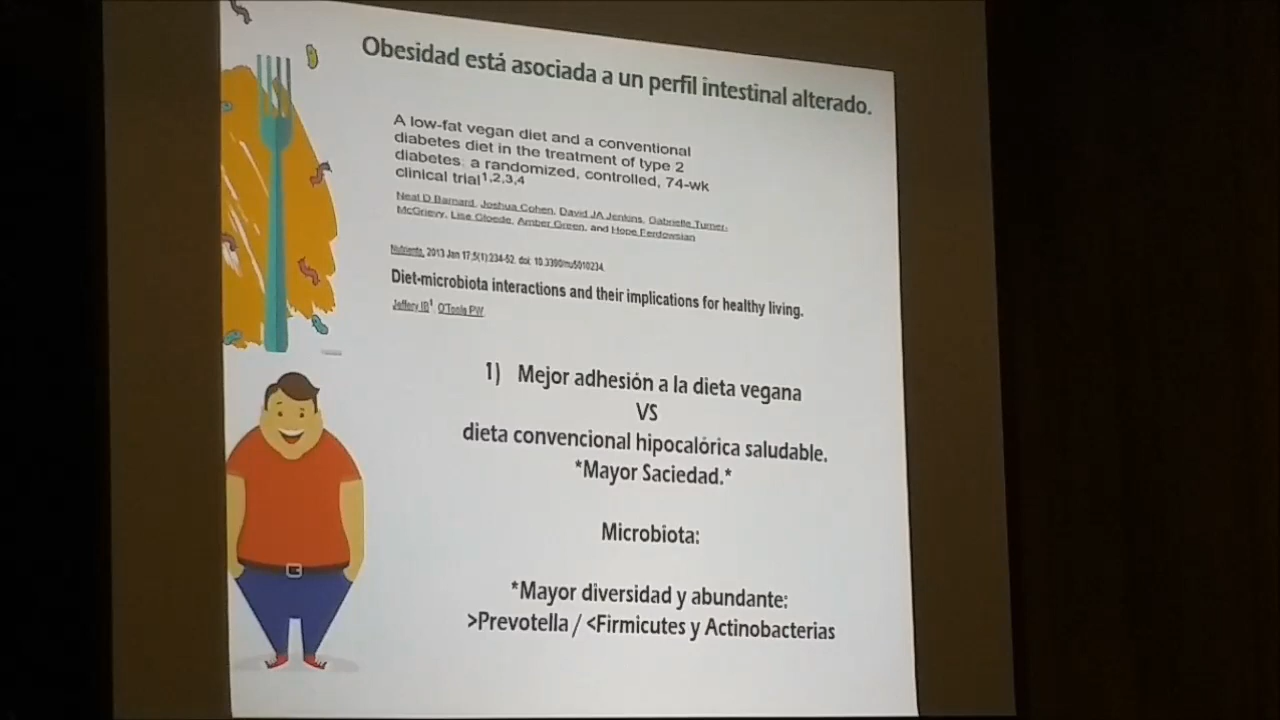 Obesidad está asociada a un perfil intestinal alterado.
A low-fat vegan diet and a conventional
diabetes diet in the treatment of type 2
diabetes: a randomized, controlled, 74-wk
clinical trial1,2,3,4
Neal D Barnard, Joshua Cohen, David JA Jenkins, Gabrielle Turner-
McGrievy, Lise Gloede, Amber Green, and Hope Ferdowsian
Nutrients. 2013 Jan 17;5(1):234-52. doi: 10.3390/nu5010234.
Diet-microbiota interactions and their implications for healthy living.
Jeffery IB1, O'Toole PW
1) Mejor adhesión a la dieta vegana
VS
dieta convencional hipocalórica saludable.
*Mayor Saciedad.*
Microbiota:
*Mayor diversidad y abundante:
>Prevotella / <Firmicutes y Actinobacterias